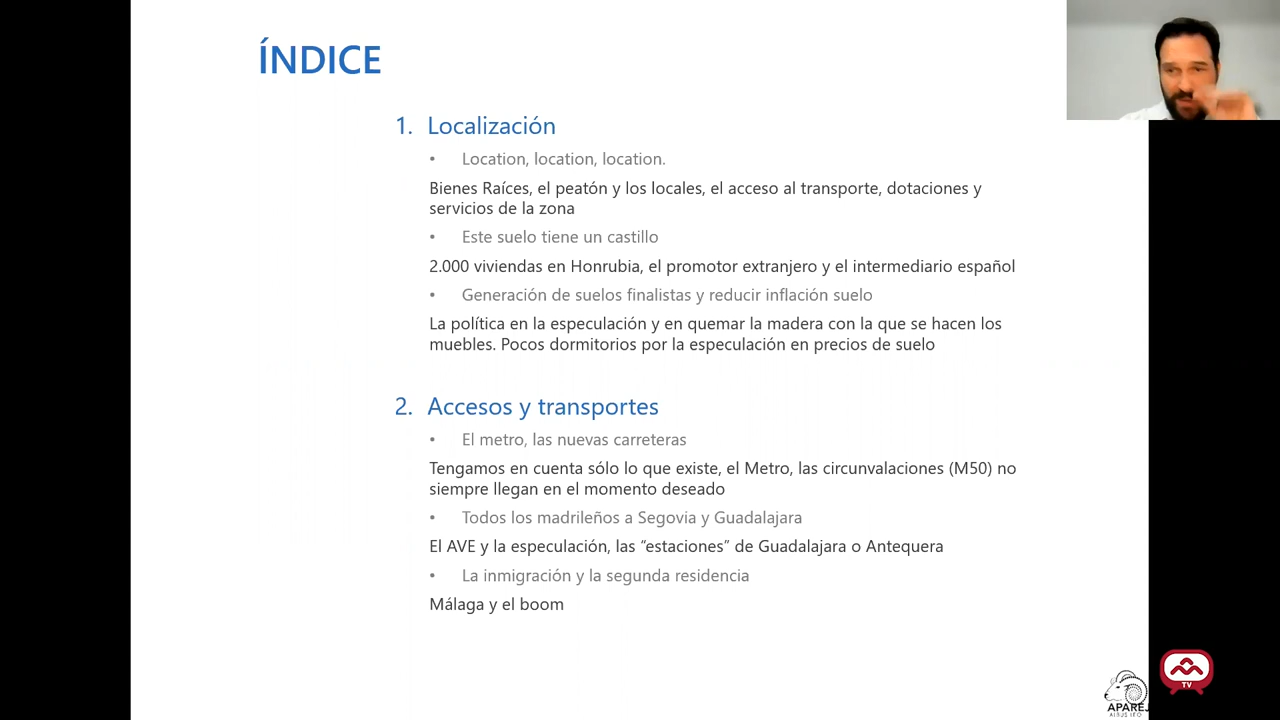 ÍNDICE
1. Localización
• Location, location, location.
Bienes Raíces, el peatón y los locales, el acceso al transporte, dotaciones y
servicios de la zona
• Este suelo tiene un castillo
2.000 viviendas en Honrubia, el promotor extranjero y el intermediario español
• Generación de suelos finalistas y reducir inflación suelo
La política en la especulación y en quemar la madera con la que se hacen los
muebles. Pocos dormitorios por la especulación en precios de suelo
2. Accesos y transportes
• El metro, las nuevas carreteras
Tengamos en cuenta sólo lo que existe, el Metro, las circunvalaciones (M50) no
siempre llegan en el momento deseado
• Todos los madrileños a Segovia y Guadalajara
El AVE y la especulación, las “estaciones” de Guadalajara o Antequera
• La inmigración y la segunda residencia
Málaga y el boom
APAREJ
TV